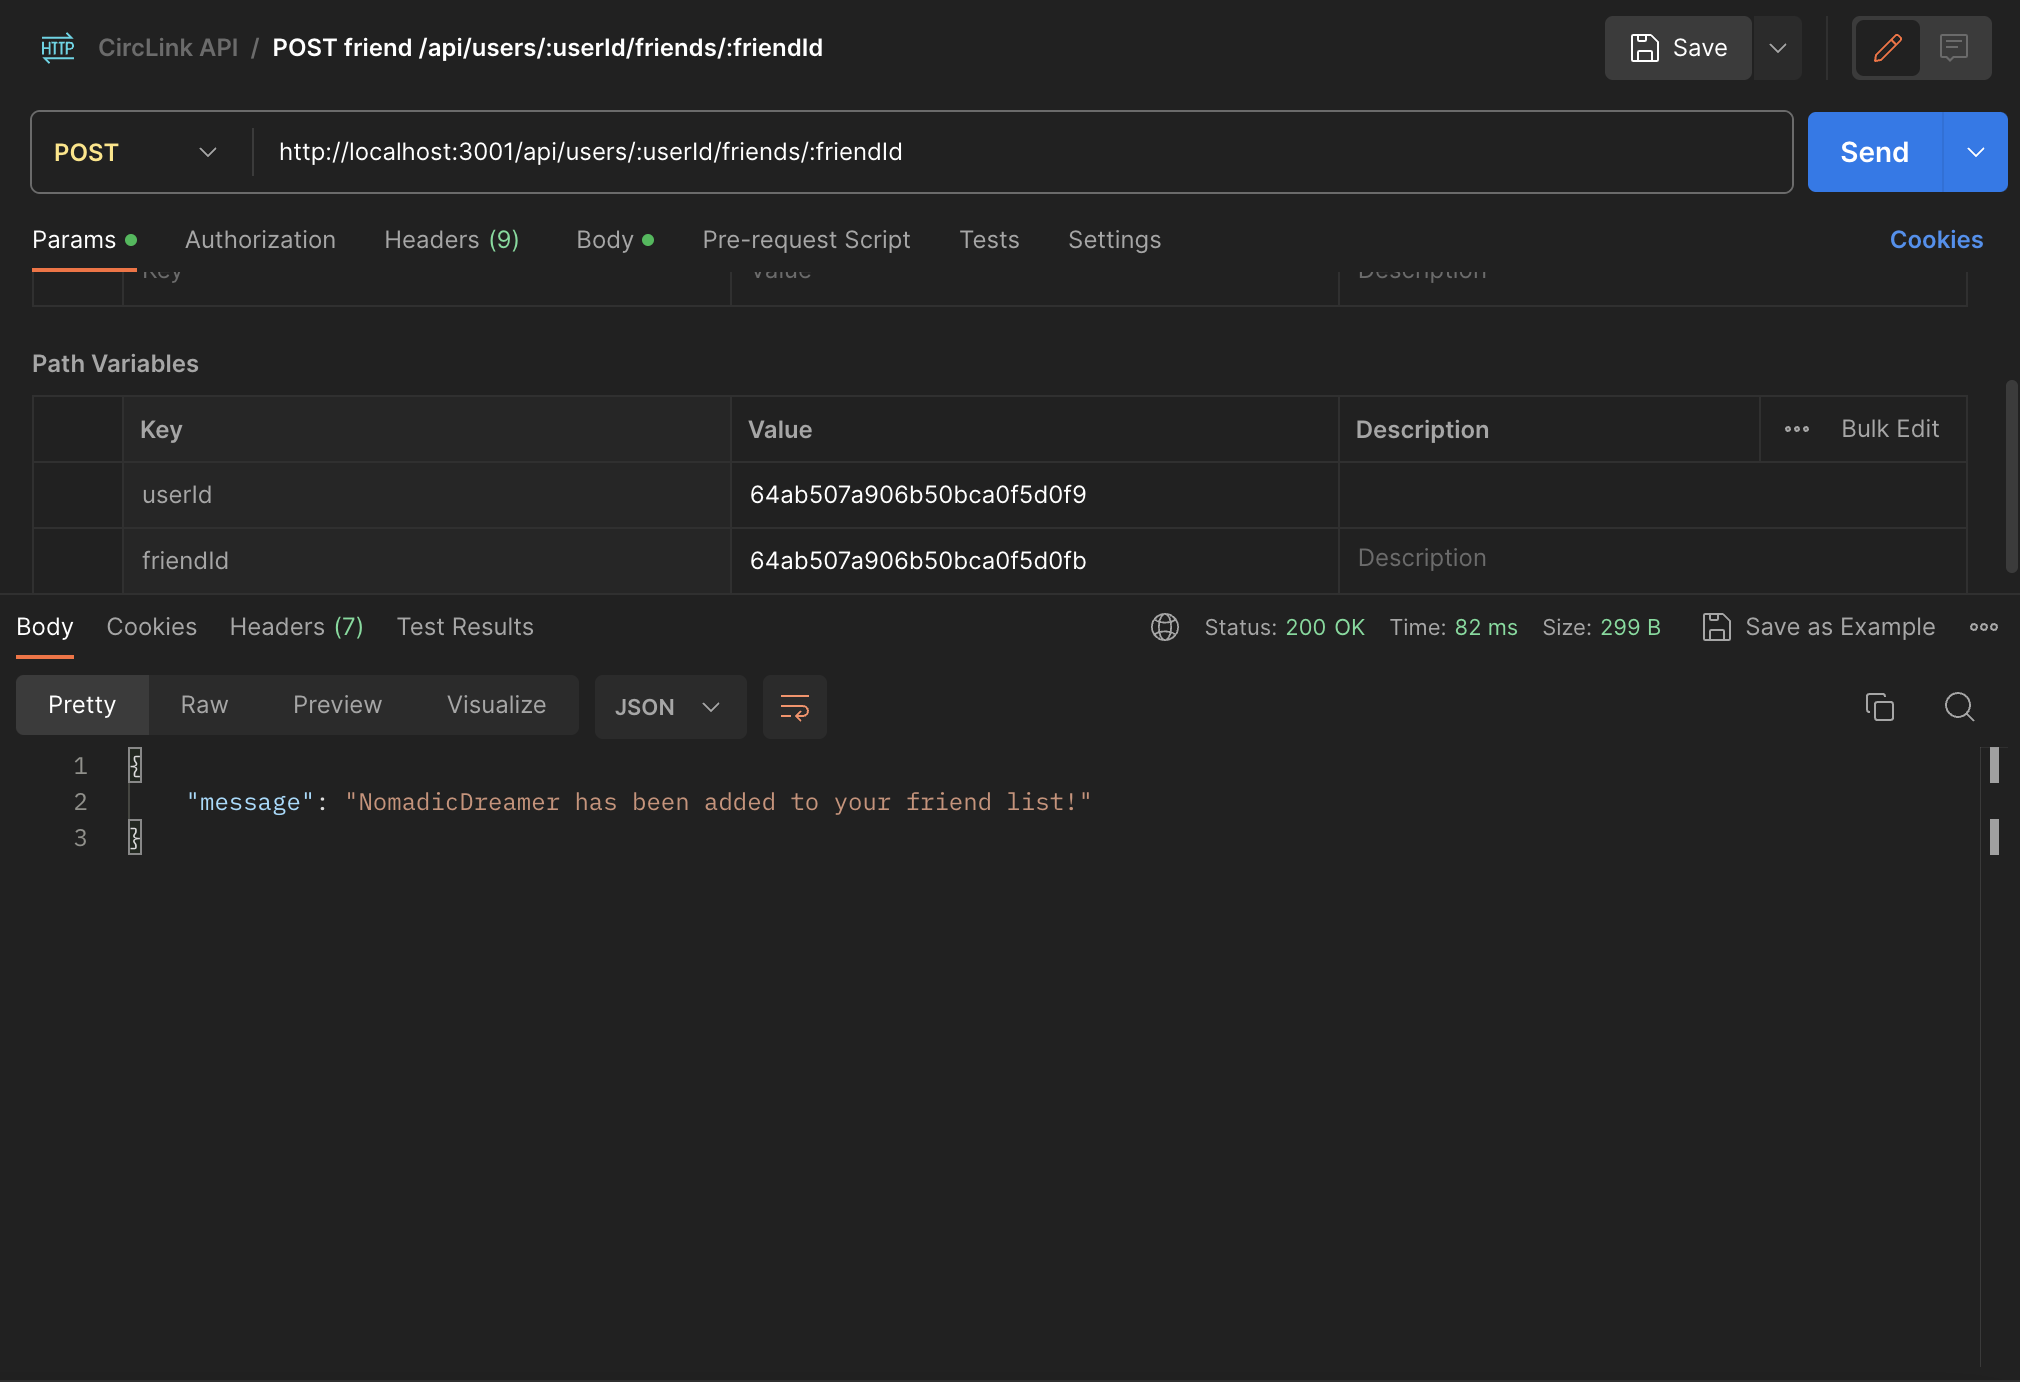 HTTP CircLink API / POST friend /api/users/:userId/friends/:friendId Save
POST http://localhost:3001/api/users/:userId/friends/:friendId Send
Params Authorization Headers (9) Body Pre-request Script Tests Settings Cookies
Key Value Description
Path Variables
Key Value Description Bulk Edit
userId 64ab507a906b50bca0f5d0f9
friendId 64ab507a906b50bca0f5d0fb Description
Body Cookies Headers (7) Test Results Status: 200 OK Time: 82 ms Size: 299 B Save as Example
Pretty Raw Preview Visualize JSON
1 {
2 "message": "NomadicDreamer has been added to your friend list!"
3 }